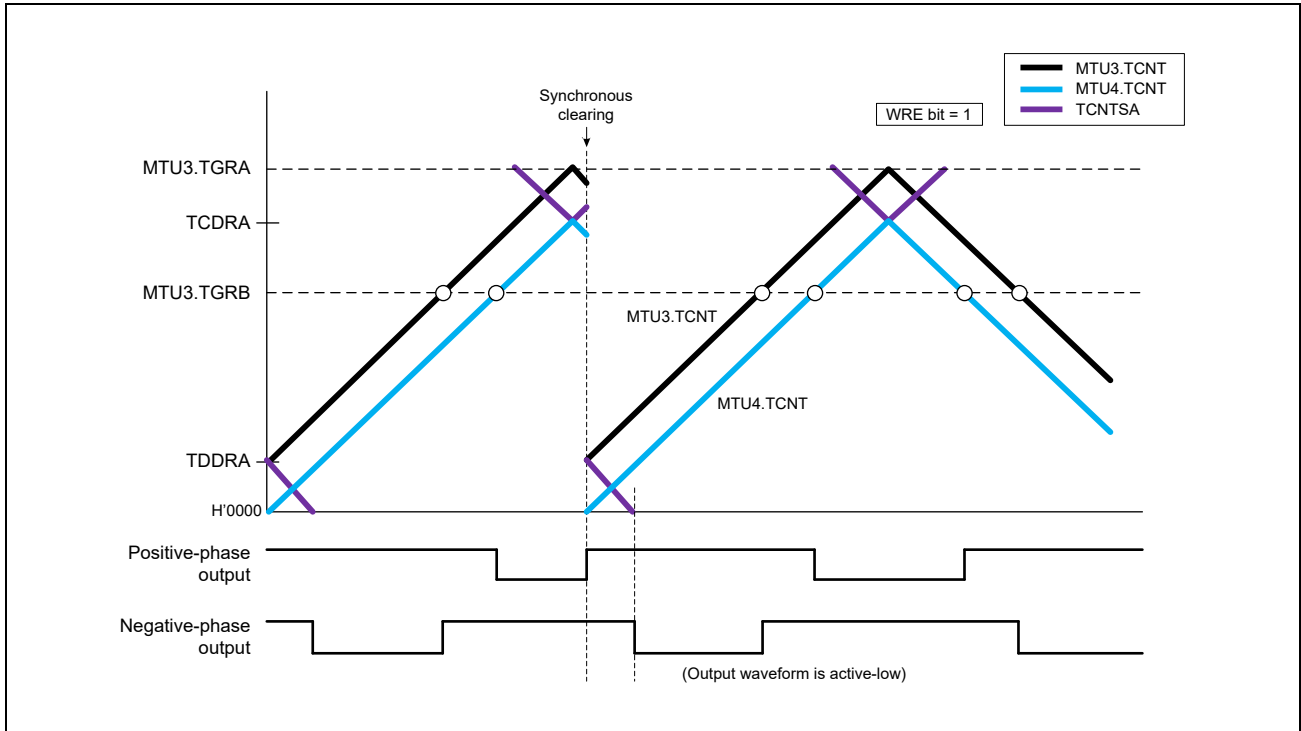 MTU3.TCNT
MTU4.TCNT
TCNTSA
Synchronous
clearing
WRE bit = 1
MTU3.TGRA
TCDRA
MTU3.TGRB
MTU3.TCNT
MTU4.TCNT
TDDRA
H'0000
Positive-phase
output
Negative-phase
output
(Output waveform is active-low)